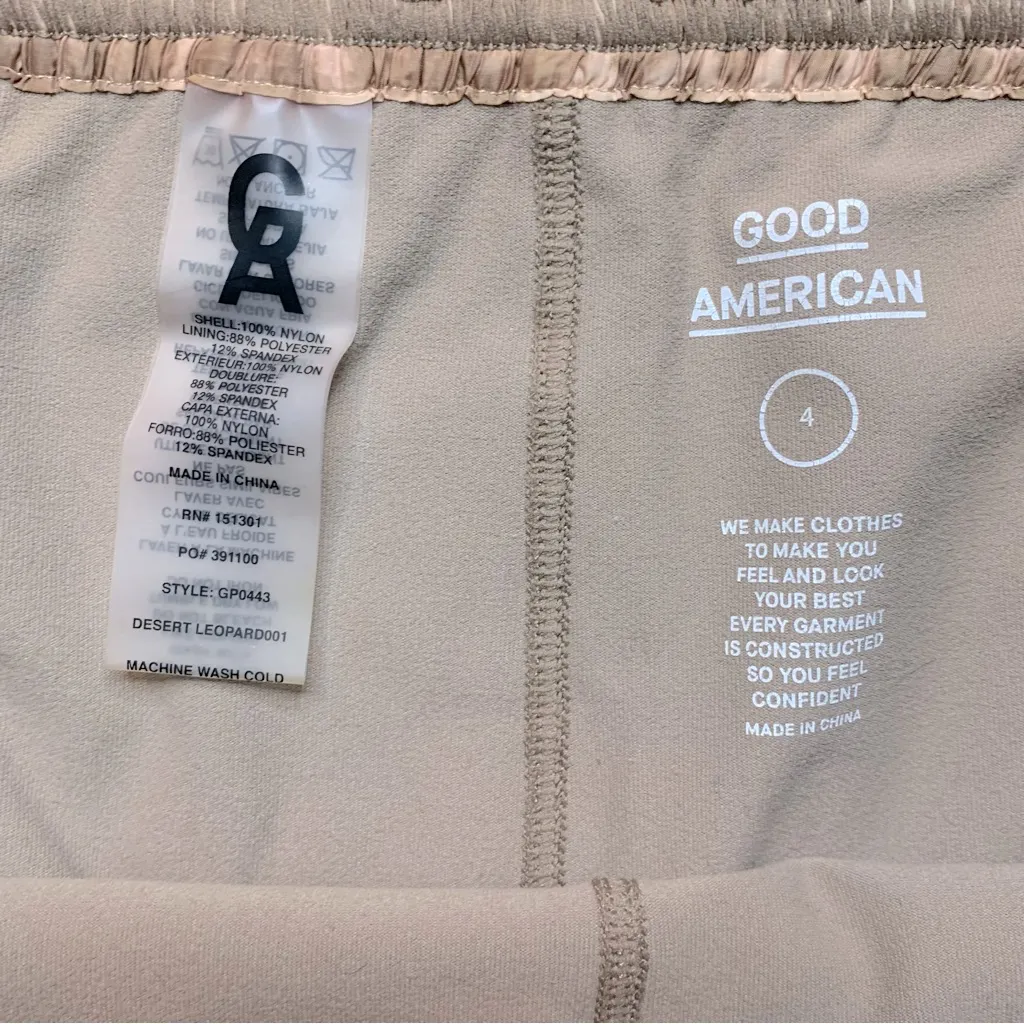 GA
SHELL:100% NYLON
LINING:88% POLYESTER
12% SPANDEX
EXTÉRIEUR:100% NYLON
DOUBLURE:
88% POLYESTER
12% SPANDEX
CAPA EXTERNA:
100% NYLON
FORRO:88% POLIESTER
12% SPANDEX
MADE IN CHINA
RN# 151301
PO# 391100
STYLE: GP0443
DESERT LEOPARD001
MACHINE WASH COLD
GOOD
AMERICAN
4
WE MAKE CLOTHES
TO MAKE YOU
FEEL AND LOOK
YOUR BEST
EVERY GARMENT
IS CONSTRUCTED
SO YOU FEEL
CONFIDENT
MADE IN CHINA